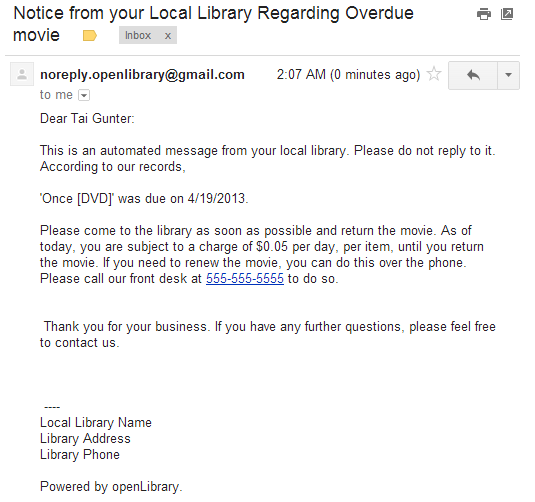 Notice from your Local Library Regarding Overdue
movie Inbox x
noreply.openlibrary@gmail.com 2:07 AM (0 minutes ago)
to me
Dear Tai Gunter:
This is an automated message from your local library. Please do not reply to it.
According to our records,
'Once [DVD]' was due on 4/19/2013.
Please come to the library as soon as possible and return the movie. As of
today, you are subject to a charge of $0.05 per day, per item, until you return
the movie. If you need to renew the movie, you can do this over the phone.
Please call our front desk at 555-555-5555 to do so.
Thank you for your business. If you have any further questions, please feel free
to contact us.
----
Local Library Name
Library Address
Library Phone
Powered by openLibrary.